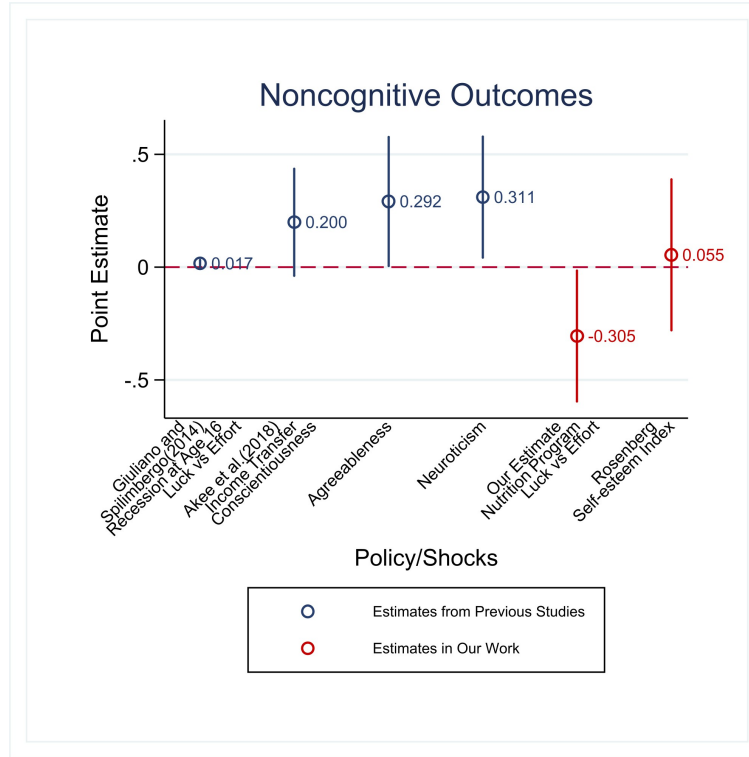 Noncognitive Outcomes
Point Estimate
.5
0
-.5
0.017
0.200
0.292
0.311
-0.305
0.055
Giuliano and
Spilimbergo(2014)
Recession at Age 16
Luck vs Effort
Akee et al.(2018)
Income Transfer
Conscientiousness
Agreeableness
Neuroticism
Our Estimate
Nutrition Program
Luck vs Effort
Rosenberg
Self-esteem Index
Policy/Shocks
Estimates from Previous Studies
Estimates in Our Work